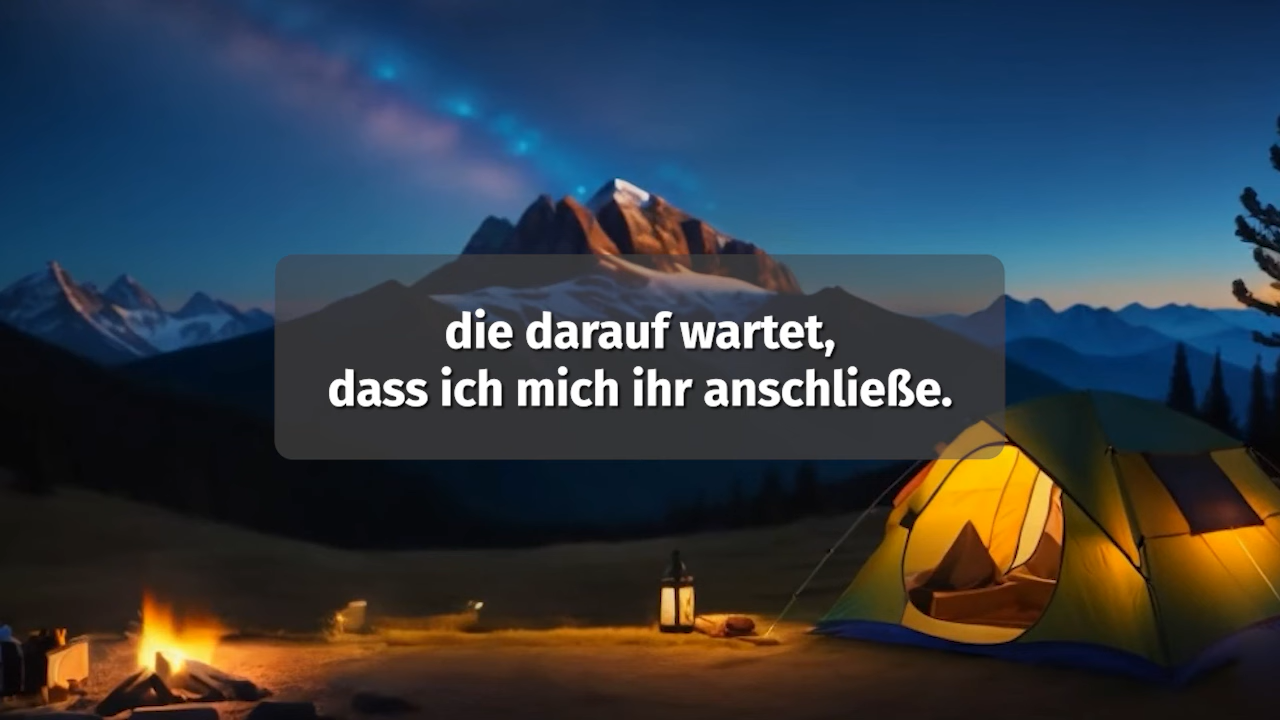 die darauf wartet,
dass ich mich ihr anschließe.